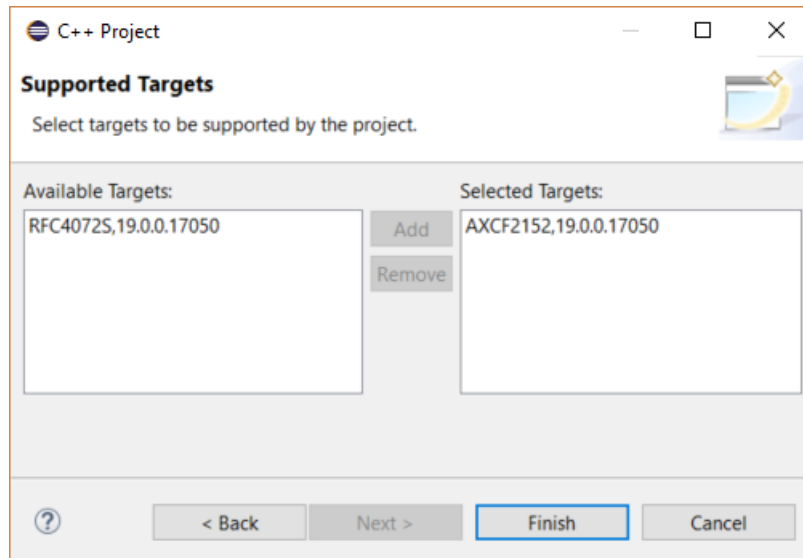 C++ Project
Supported Targets
Select targets to be supported by the project.
Available Targets:
RFC4072S,19.0.0.17050
Add
Remove
Selected Targets:
AXCF2152,19.0.0.17050
?
< Back
Next >
Finish
Cancel